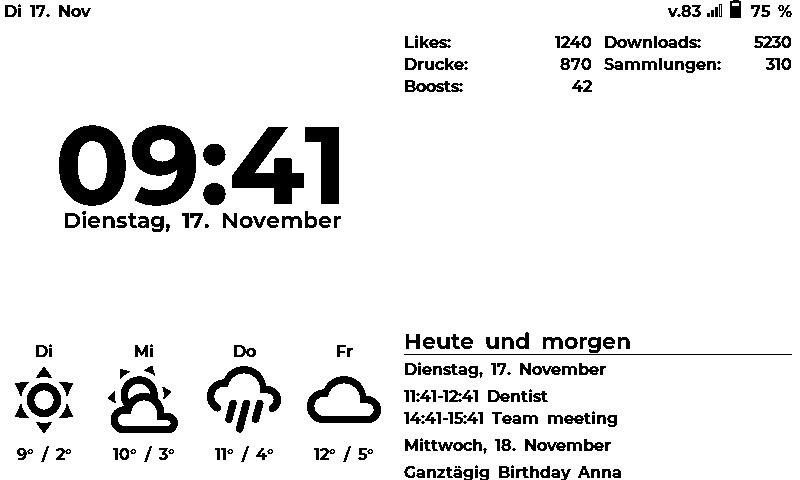 Di 17. Nov
v.83 75 %
Likes: 1240 Downloads: 5230
Drucke: 870 Sammlungen: 310
Boosts: 42
09:41
Dienstag, 17. November
Di Mi Do Fr
9° / 2° 10° / 3° 11° / 4° 12° / 5°
Heute und morgen
Dienstag, 17. November
11:41-12:41 Dentist
14:41-15:41 Team meeting
Mittwoch, 18. November
Ganztägig Birthday Anna